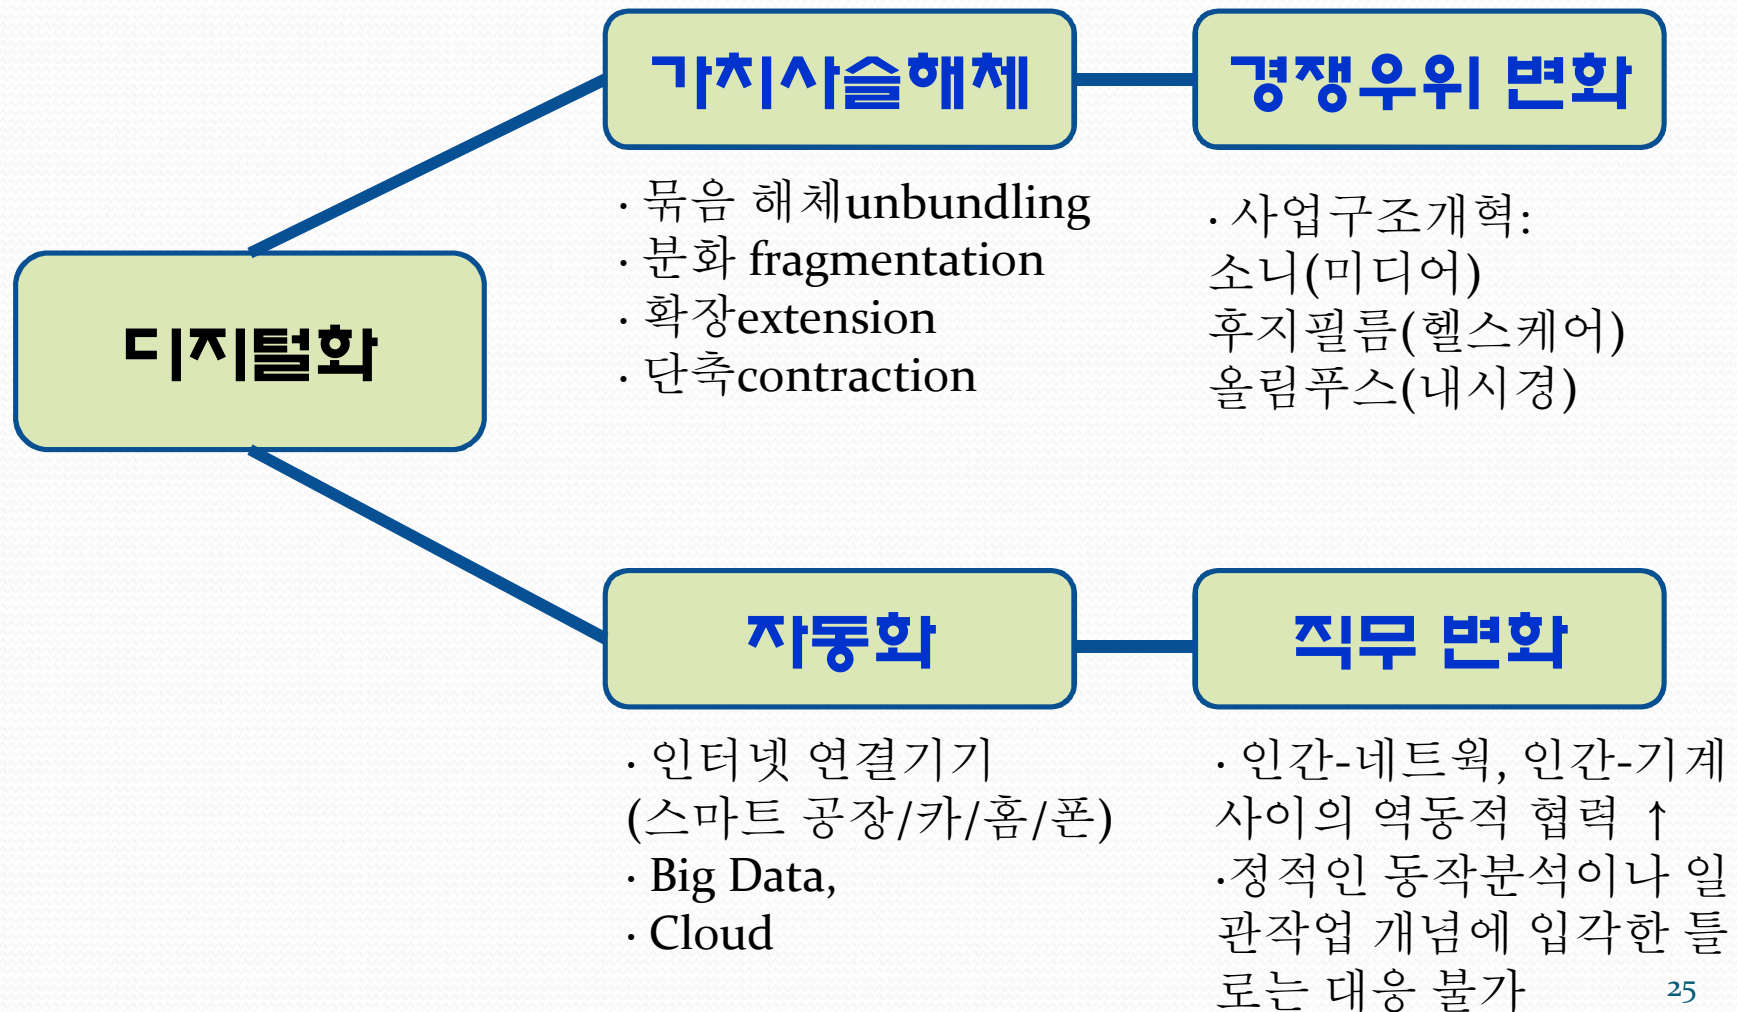 가치사슬해체
경쟁우위 변화
· 묶음 해체unbundling
· 분화 fragmentation
· 확장extension
· 단축contraction
· 사업구조개혁:
소니(미디어)
후지필름(헬스케어)
올림푸스(내시경)
디지털화
자동화
직무 변화
· 인터넷 연결기기
(스마트 공장/카/홈/폰)
· Big Data,
· Cloud
· 인간-네트웍, 인간-기계
사이의 역동적 협력 ↑
·정적인 동작분석이나 일
관작업 개념에 입각한 틀
로는 대응 불가
25